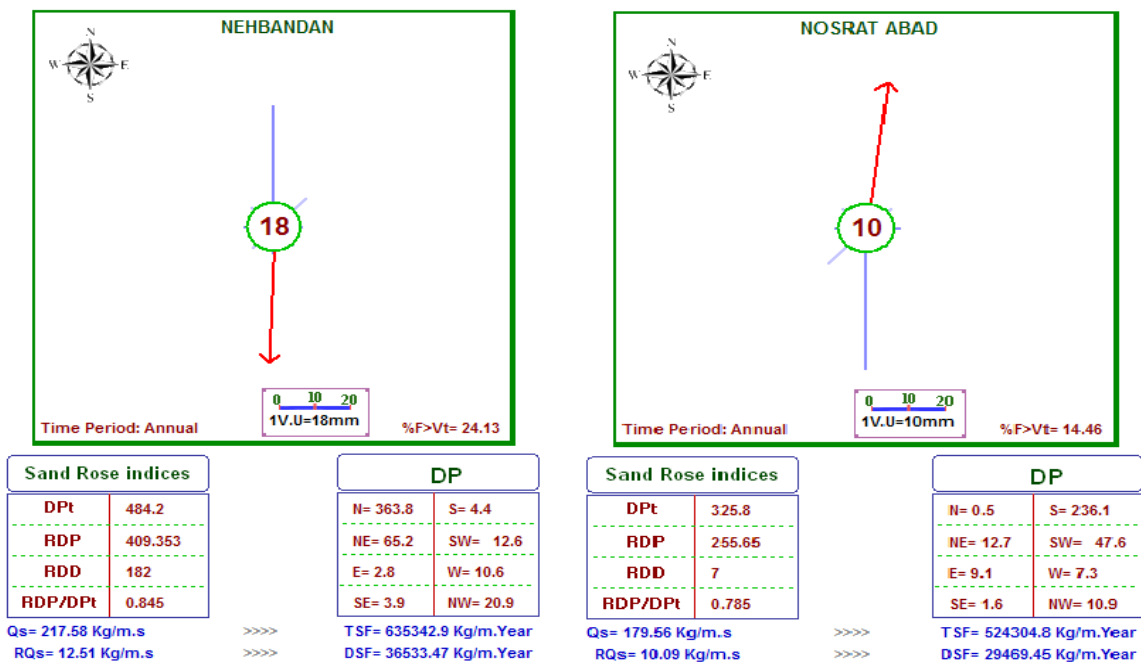 NEHBANDAN
N
W E
S
18
0 10 20
1V.U=18mm
Time Period: Annual
%F>Vt= 24.13
Sand Rose indices
DPt 484.2
RDP 409.353
RDD 182
RDP/DPt 0.845
DP
N= 363.8 S= 4.4
NE= 65.2 SW= 12.6
E= 2.8 W= 10.6
SE= 3.9 NW= 20.9
Qs= 217.58 Kg/m.s >>>> TSF= 635342.9 Kg/m.Year
RQs= 12.51 Kg/m.s >>>> DSF= 36533.47 Kg/m.Year
NOSRAT ABAD
N
W E
S
10
0 10 20
1V.U=10mm
Time Period: Annual
%F>Vt= 14.46
Sand Rose indices
DPt 325.8
RDP 255.65
RDD 7
RDP/DPt 0.785
DP
N= 0.5 S= 236.1
NE= 12.7 SW= 47.6
E= 9.1 W= 7.3
SE= 1.6 NW= 10.9
Qs= 179.56 Kg/m.s >>>> TSF= 524304.8 Kg/m.Year
RQs= 10.09 Kg/m.s >>>> DSF= 29469.45 Kg/m.Year